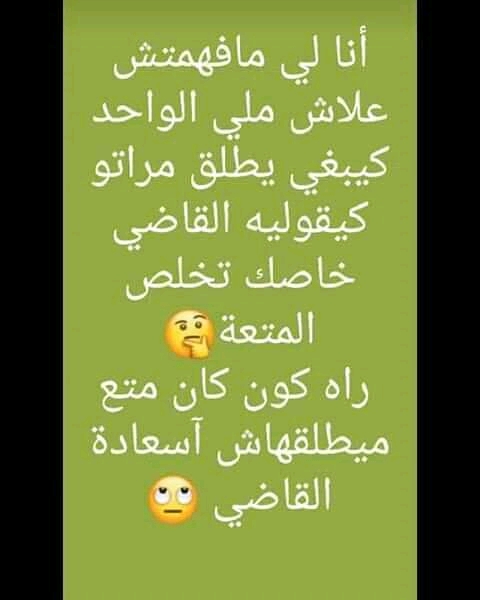 أنا لي مافهمتش
علاش ملي الواحد
كيبغي يطلق مراتو
كيقوليه القاضي
خاصك تخلص
المتعة🤔
راه كون كان متع
ميطلقهاش آسعادة
القاضي 🙄